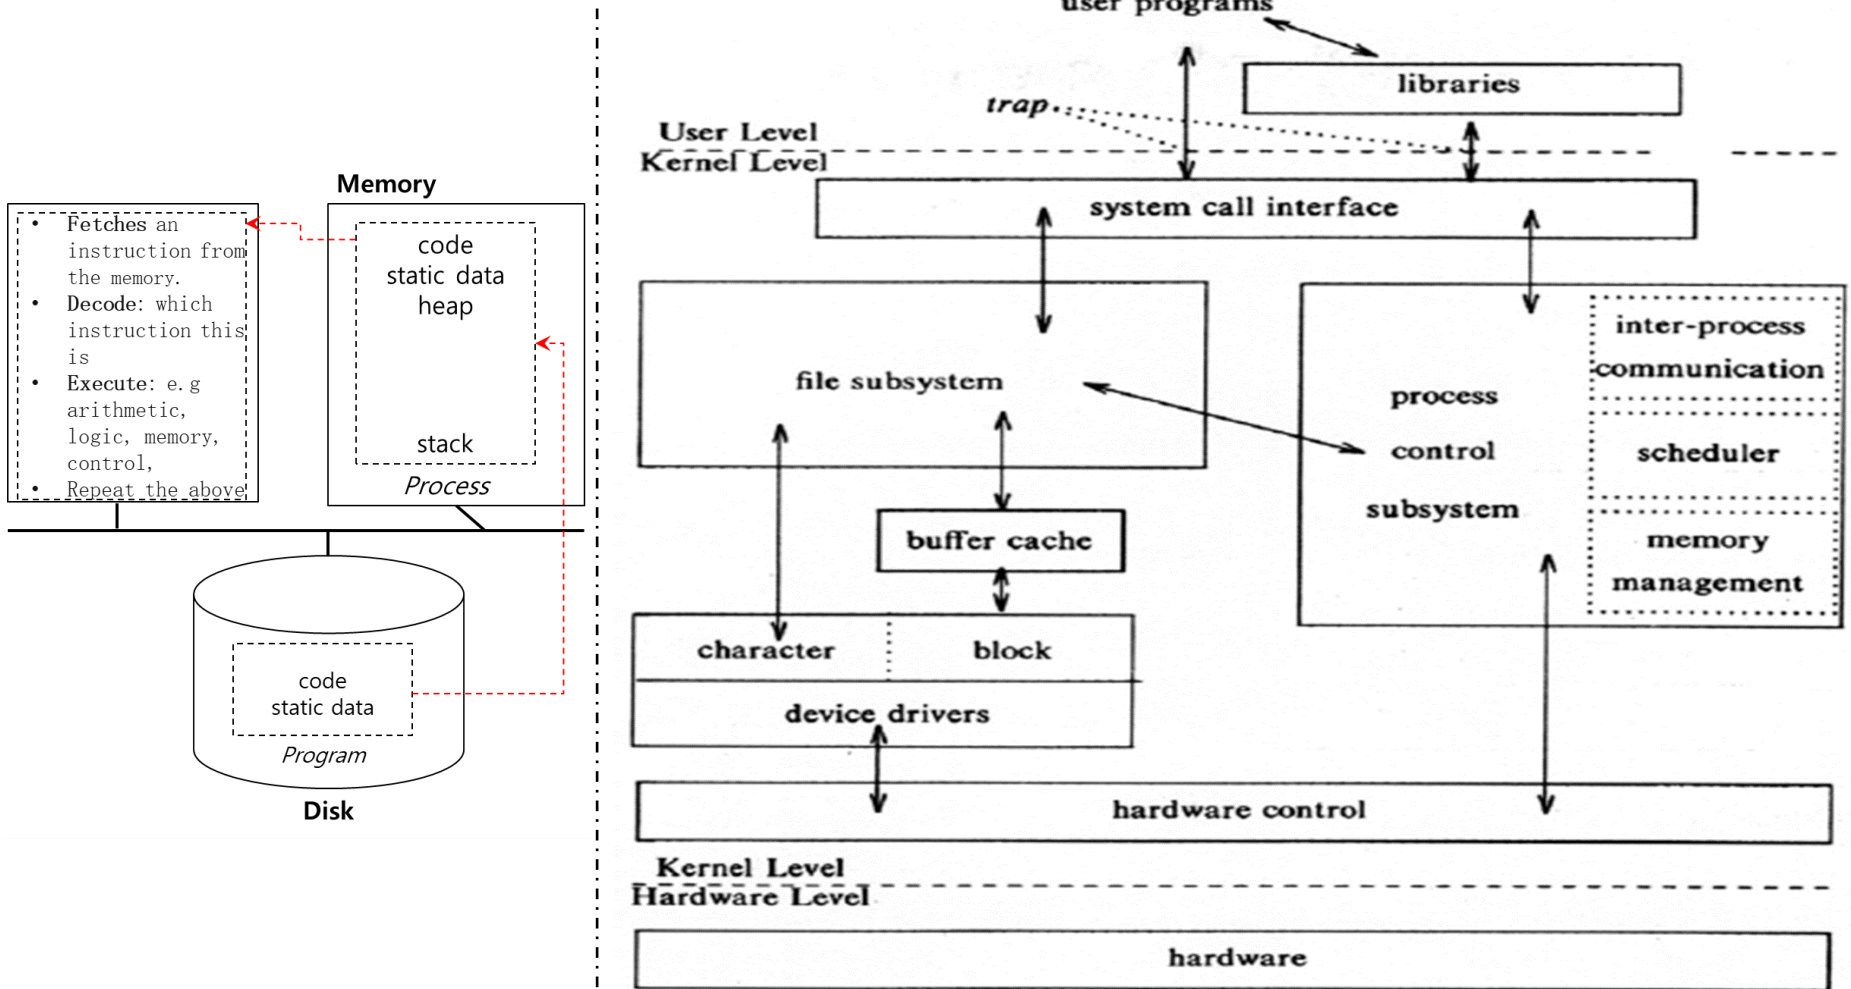 Memory
• Fetches an
instruction from
the memory.
• Decode: which
instruction this
is
• Execute: e.g
arithmetic,
logic, memory,
control,
• Repeat the above
code
static data
heap
stack
Process
code
static data
Program
Disk
user programs
libraries
trap
User Level
Kernel Level
system call interface
file subsystem
process
control
subsystem
inter-process
communication
scheduler
memory
management
buffer cache
character
block
device drivers
hardware control
Kernel Level
Hardware Level
hardware